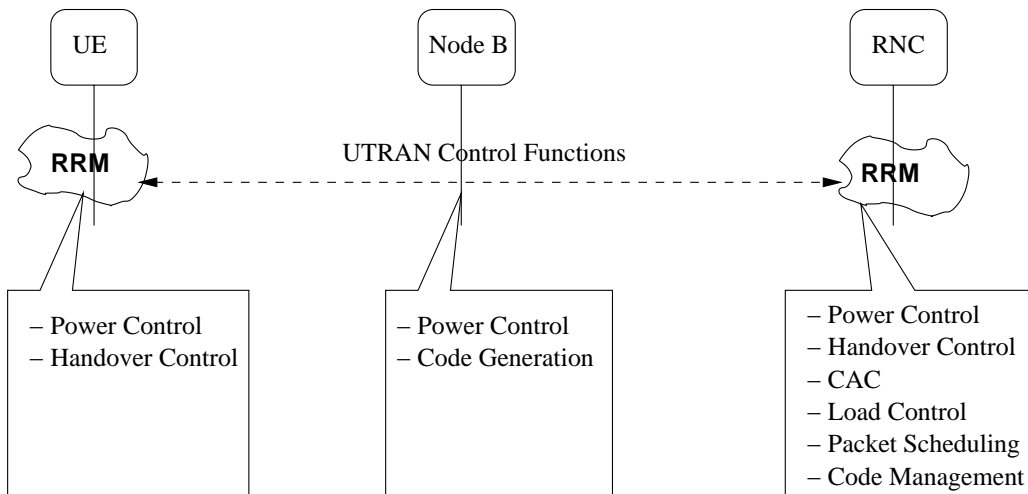 UE
Node B
RNC
RRM
UTRAN Control Functions
RRM
– Power Control
– Handover Control
– Power Control
– Code Generation
– Power Control
– Handover Control
– CAC
– Load Control
– Packet Scheduling
– Code Management